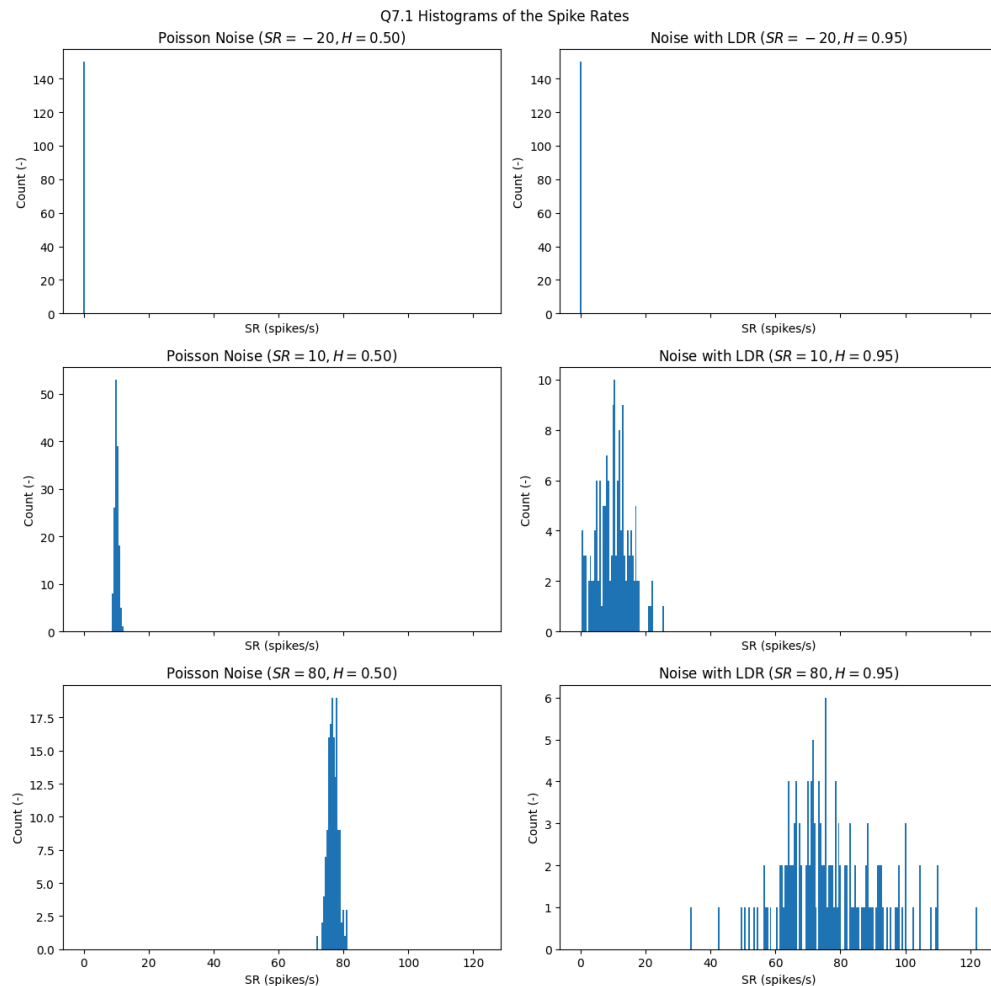 Q7.1 Histograms of the Spike Rates
Poisson Noise (SR = −20, H = 0.50)
140
120
100
80
60
40
20
0
Count (-)
SR (spikes/s)
Noise with LDR (SR = −20, H = 0.95)
140
120
100
80
60
40
20
0
Count (-)
SR (spikes/s)
Poisson Noise (SR = 10, H = 0.50)
50
40
30
20
10
0
Count (-)
SR (spikes/s)
Noise with LDR (SR = 10, H = 0.95)
10
8
6
4
2
0
Count (-)
SR (spikes/s)
Poisson Noise (SR = 80, H = 0.50)
17.5
15.0
12.5
10.0
7.5
5.0
2.5
0.0
Count (-)
0 20 40 60 80 100 120
SR (spikes/s)
Noise with LDR (SR = 80, H = 0.95)
6
5
4
3
2
1
0
Count (-)
0 20 40 60 80 100 120
SR (spikes/s)